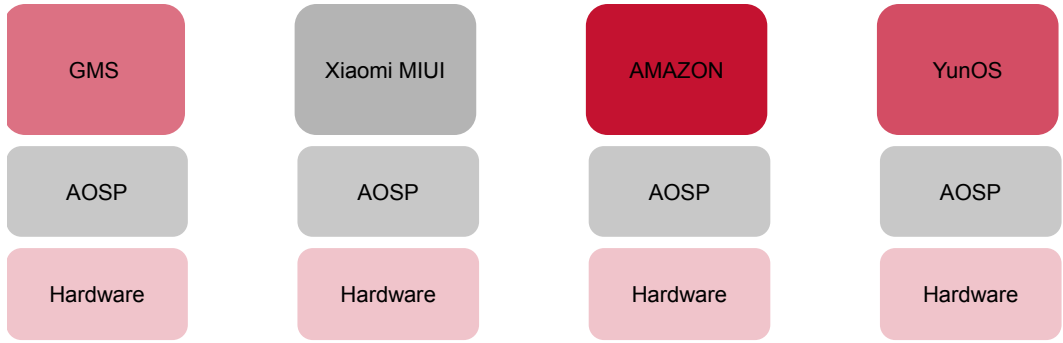 GMS
Xiaomi MIUI
AMAZON
YunOS
AOSP
AOSP
AOSP
AOSP
Hardware
Hardware
Hardware
Hardware